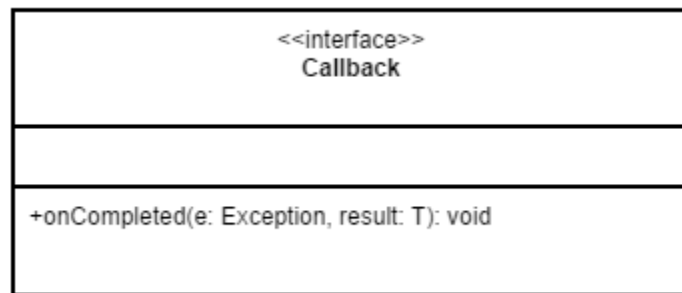 <<interface>>
Callback
+onCompleted(e: Exception, result: T): void